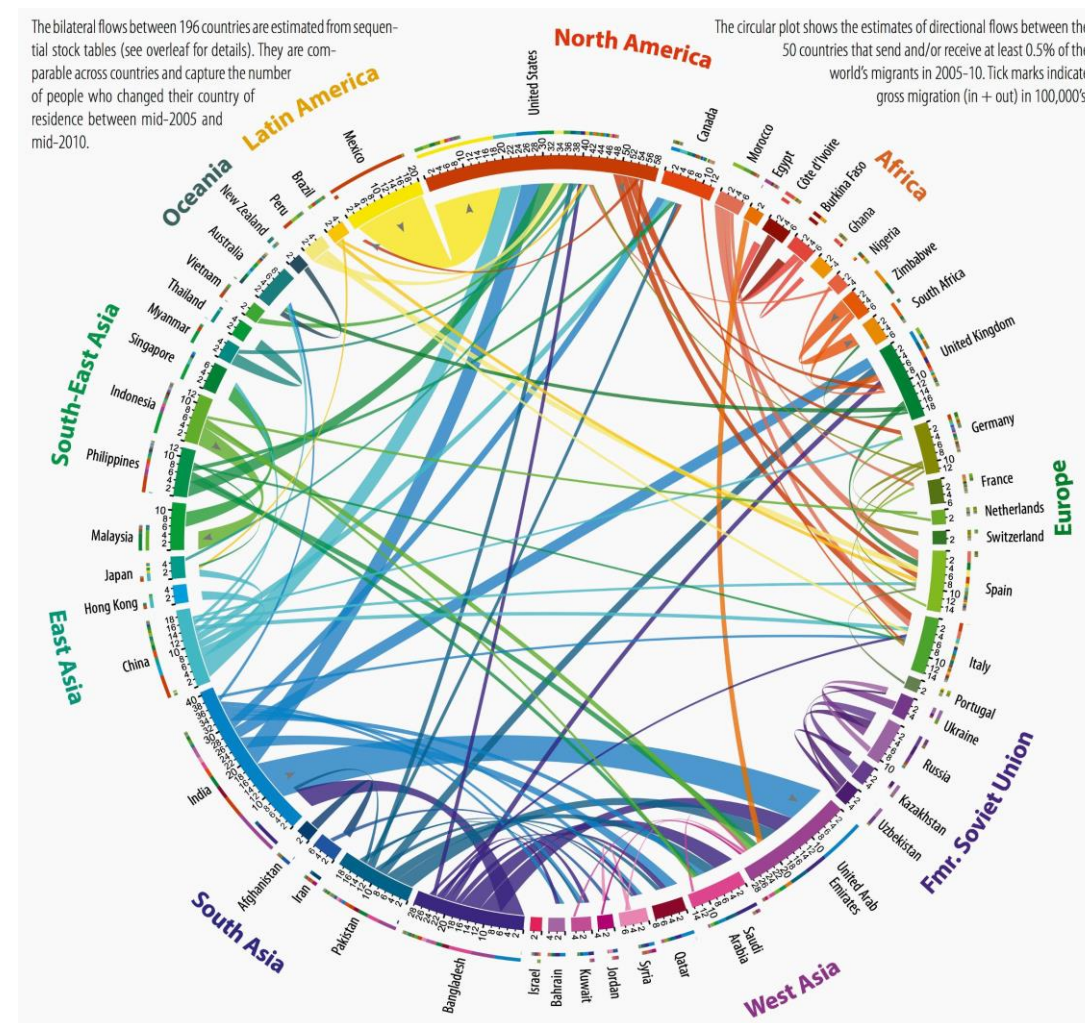 The bilateral flows between 196 countries are estimated from sequen-
tial stock tables (see overleaf for details). They are com-
parable across countries and capture the number
of people who changed their country of
residence between mid-2005 and
mid-2010.
The circular plot shows the estimates of directional flows between the
50 countries that send and/or receive at least 0.5% of the
world's migrants in 2005-10. Tick marks indicate
gross migration (in + out) in 100,000's
North America
United States
Canada
Africa
Morocco
Egypt
Côte d'Ivoire
Burkina Faso
Ghana
Nigeria
Zimbabwe
South Africa
Europe
United Kingdom
Germany
France
Netherlands
Switzerland
Spain
Italy
Portugal
Fmr. Soviet Union
Ukraine
Russia
Kazakhstan
Uzbekistan
West Asia
United Arab
Emirates
Saudi
Arabia
Qatar
Syria
Jordan
Kuwait
Bahrain
Israel
South Asia
Bangladesh
Pakistan
Iran
Afghanistan
India
East Asia
China
Hong Kong
Japan
South-East Asia
Malaysia
Philippines
Indonesia
Singapore
Myanmar
Thailand
Vietnam
Oceania
Australia
New Zealand
Latin America
Peru
Brazil
Mexico